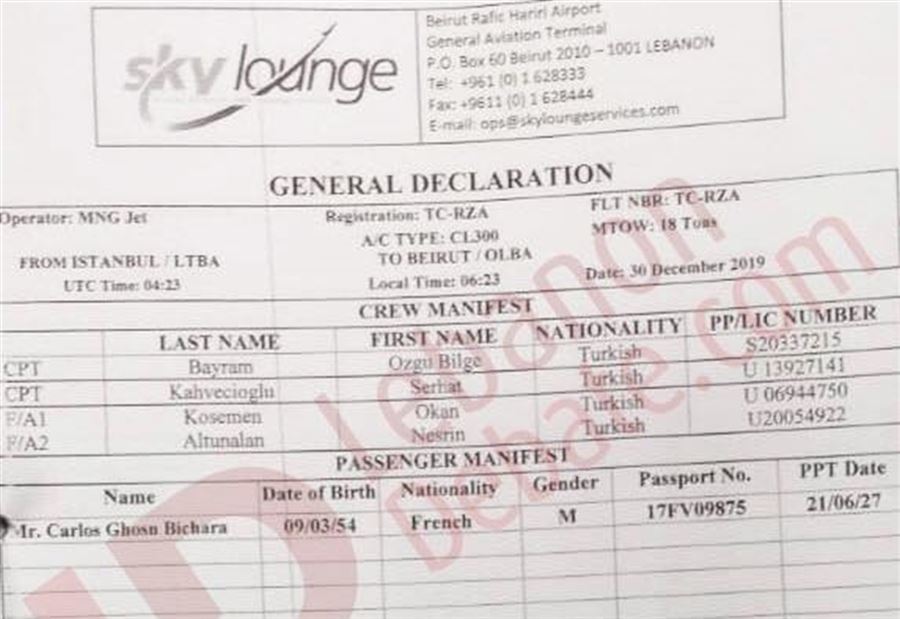 sky lounge
Beirut Rafic Hariri Airport
General Aviation Terminal
P.O. Box 60 Beirut 2010 – 1001 LEBANON
Tel: +961 (0) 1 628333
Fax: +9611 (0) 1 628444
E-mail: ops@skyloungeservices.com
GENERAL DECLARATION
Operator: MNG Jet Registration: TC-RZA FLT NBR: TC-RZA
A/C TYPE: CL300 MTOW: 18 Tons
FROM ISTANBUL / LTBA TO BEIRUT / OLBA
UTC Time: 04:23 Local Time: 06:23 Date: 30 December 2019
CREW MANIFEST
LAST NAME FIRST NAME NATIONALITY PP/LIC NUMBER
CPT Bayram Ozgu Bilge Turkish S20337215
CPT Kahvecioglu Serhat Turkish U 13927141
F/A1 Kosemen Okan Turkish U 06944750
F/A2 Altunalan Nesrin Turkish U20054922
PASSENGER MANIFEST
Name Date of Birth Nationality Gender Passport No. PPT Date
Mr. Carlos Ghosn Bichara 09/03/54 French M 17FV09875 21/06/27
lebanon
Debate.com